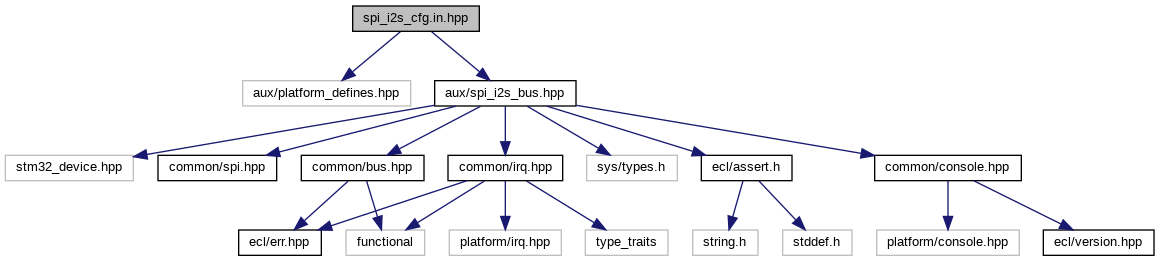 spi_i2s_cfg.in.hpp
aux/platform_defines.hpp
aux/spi_i2s_bus.hpp
stm32_device.hpp
common/spi.hpp
common/bus.hpp
common/irq.hpp
sys/types.h
ecl/assert.h
common/console.hpp
ecl/err.hpp
functional
platform/irq.hpp
type_traits
string.h
stddef.h
platform/console.hpp
ecl/version.hpp